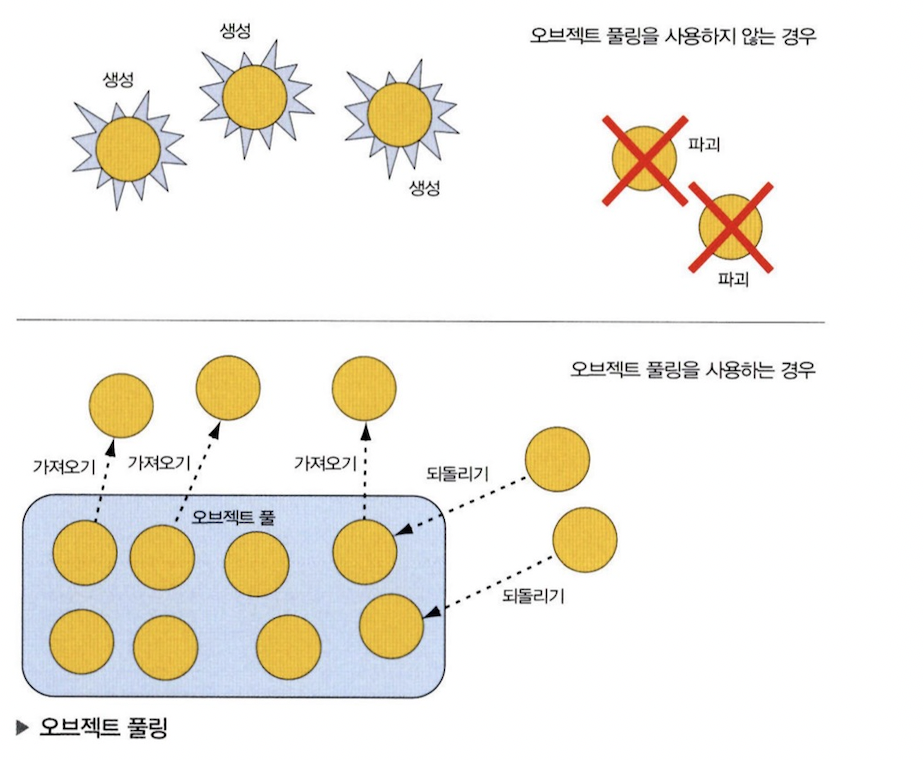 생성
생성
생성
오브젝트 풀링을 사용하지 않는 경우
파괴
파괴
오브젝트 풀링을 사용하는 경우
가져오기
가져오기
가져오기
되돌리기
오브젝트 풀
되돌리기
▶ 오브젝트 풀링